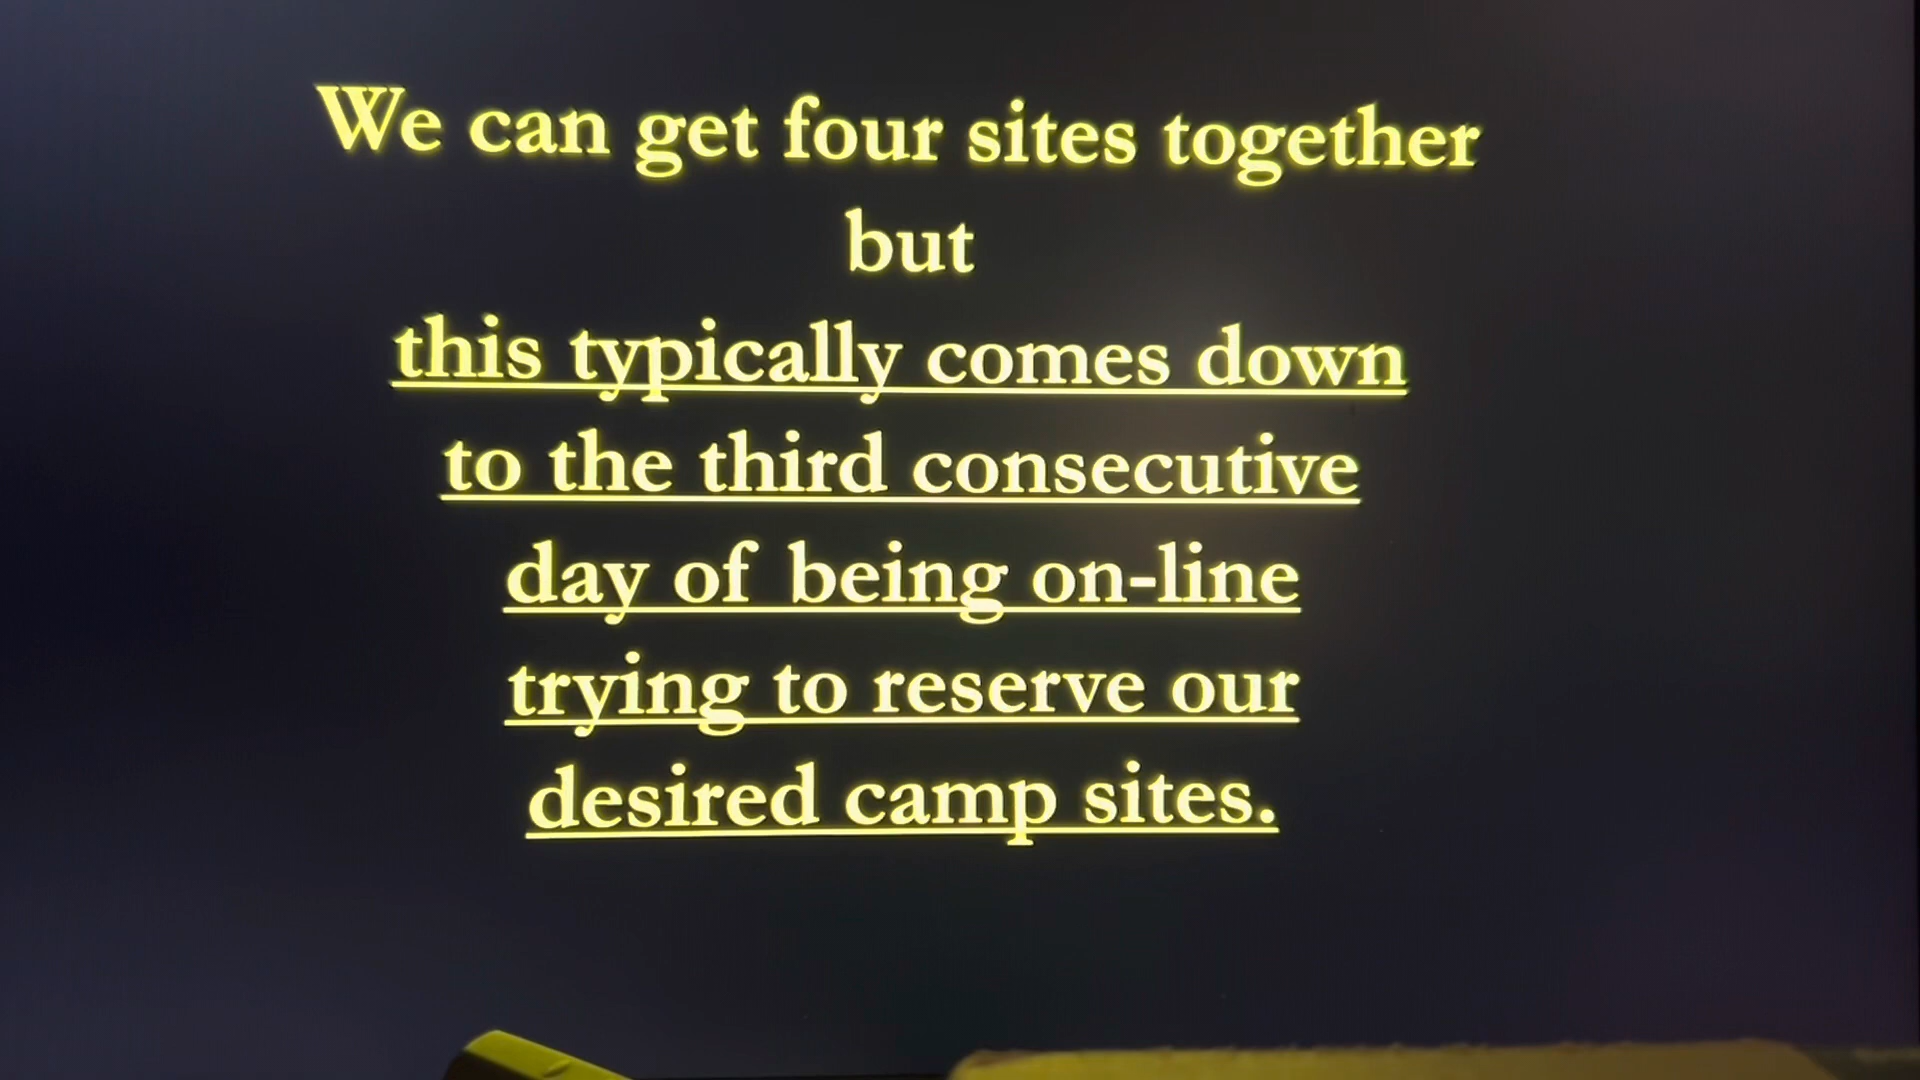 We can get four sites together
but
this typically comes down
to the third consecutive
day of being on-line
trying to reserve our
desired camp sites.